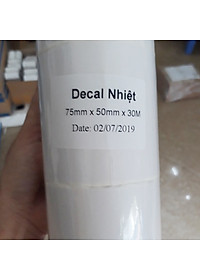 Decal Nhiệt
75mm x 50mm x 30M
Date: 02/07/2019